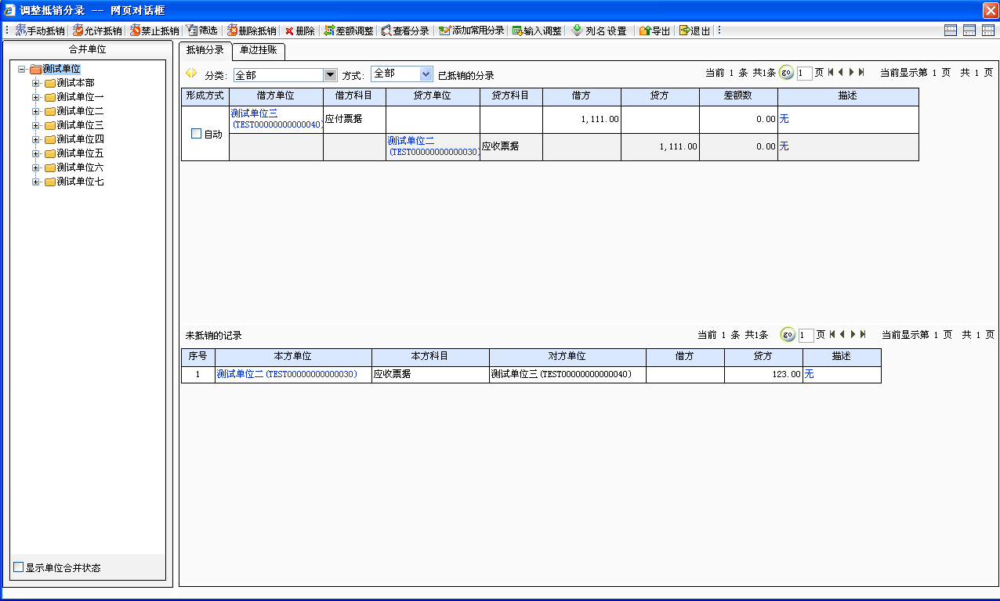 调整抵销分录 -- 网页对话框
手动抵销 允许抵销 禁止抵销 筛选 删除抵销 删除 差额调整 查看分录 添加常用分录 输入调整 列名 设置 导出 退出
合并单位
测试单位
测试本部
测试单位一
测试单位二
测试单位三
测试单位四
测试单位五
测试单位六
测试单位七
显示单位合并状态
抵销分录 单边挂账
分类: 全部 方式: 全部 已抵销的分录 当前 1 条 共1条 go 1 页 当前显示第 1 页 共 1 页
形成方式 借方单位 借方科目 贷方单位 贷方科目 借方 贷方 差额数 描述
自动 测试单位三 (TEST00000000000040) 应付票据 1,111.00 0.00 无
测试单位二 (TEST00000000000030) 应收票据 1,111.00 0.00 无
未抵销的记录 当前 1 条 共1条 go 1 页 当前显示第 1 页 共 1 页
序号 本方单位 本方科目 对方单位 借方 贷方 描述
1 测试单位二(TEST00000000000030) 应收票据 测试单位三(TEST00000000000040) 123.00 无